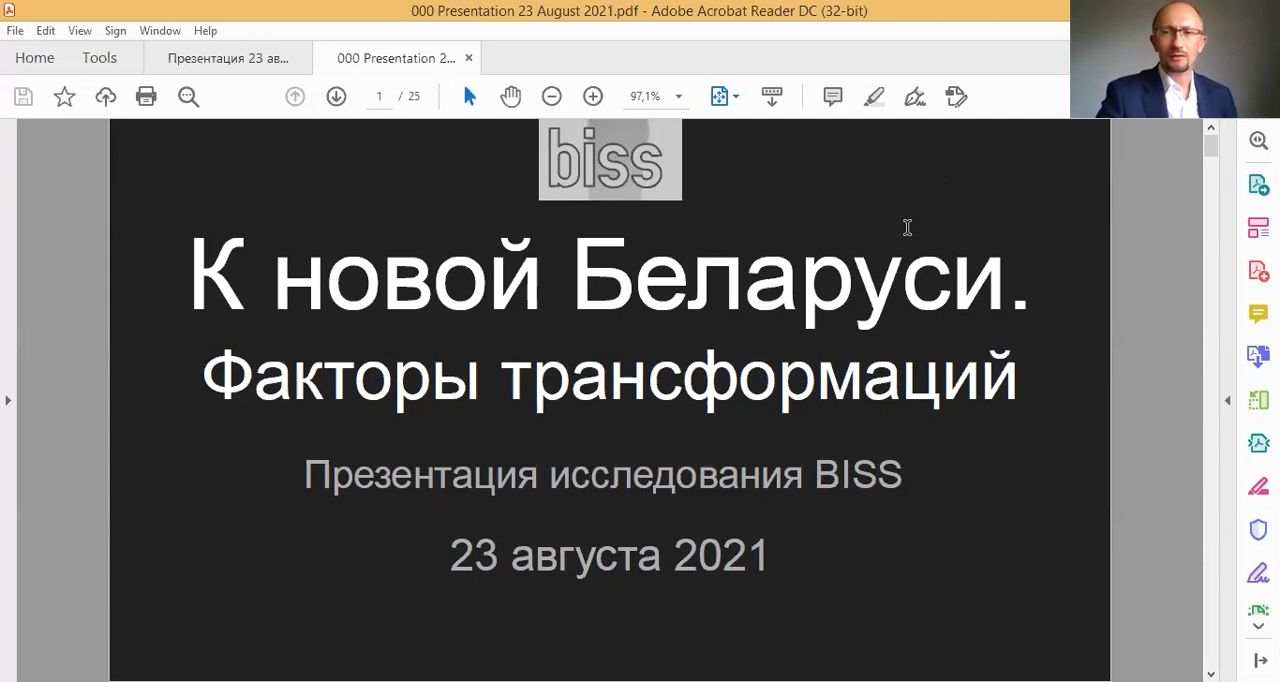 000 Presentation 23 August 2021.pdf - Adobe Acrobat Reader DC (32-bit)
File Edit View Sign Window Help
Home Tools Презентация 23 ав... 000 Presentation 2... ×
1 / 25 97,1%
biss
К новой Беларуси.
Факторы трансформаций
Презентация исследования BISS
23 августа 2021